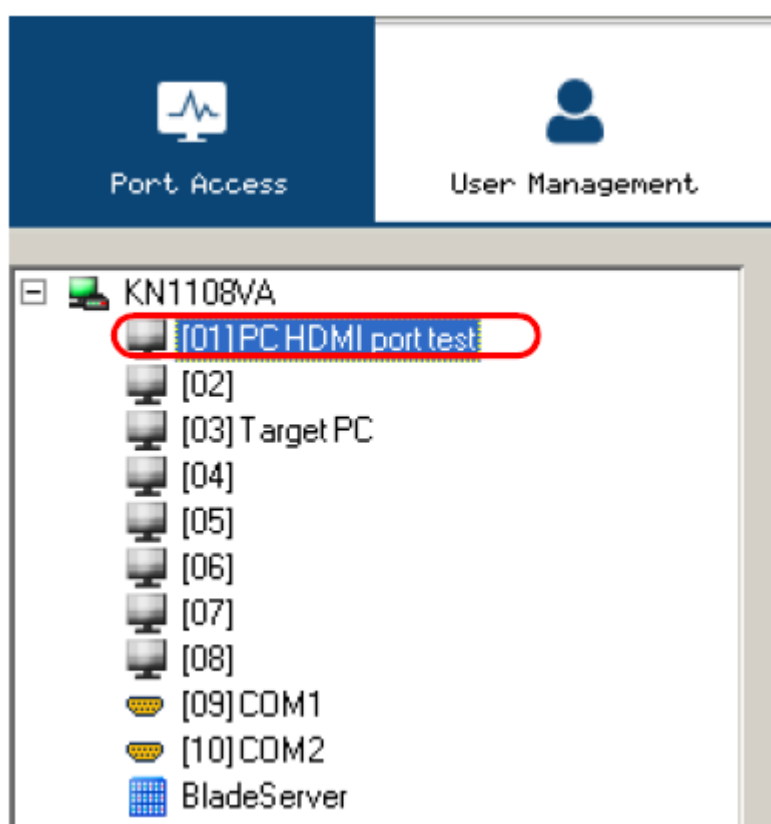 Port Access
User Management
KN1108VA
[01]PC HDMI port test
[02]
[03]Target PC
[04]
[05]
[06]
[07]
[08]
[09]COM1
[10]COM2
BladeServer